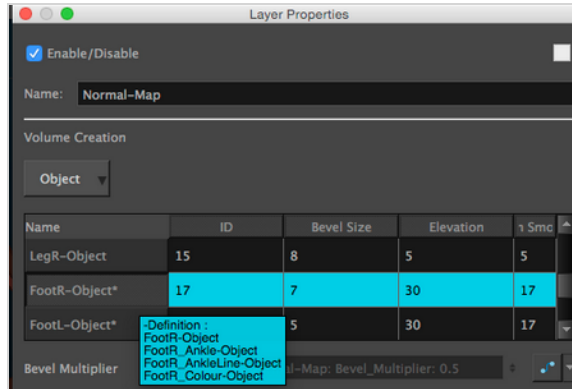 Layer Properties
Enable/Disable
Name: Normal-Map
Volume Creation
Object
Name ID Bevel Size Elevation Smc
LegR-Object 15 8 5 5
FootR-Object* 17 7 30 17
FootL-Object* 5 30 17
-Definition :
FootR-Object
FootR_Ankle-Object
FootR_AnkleLine-Object
FootR_Colour-Object
Bevel Multiplier al-Map: Bevel_Multiplier: 0.5